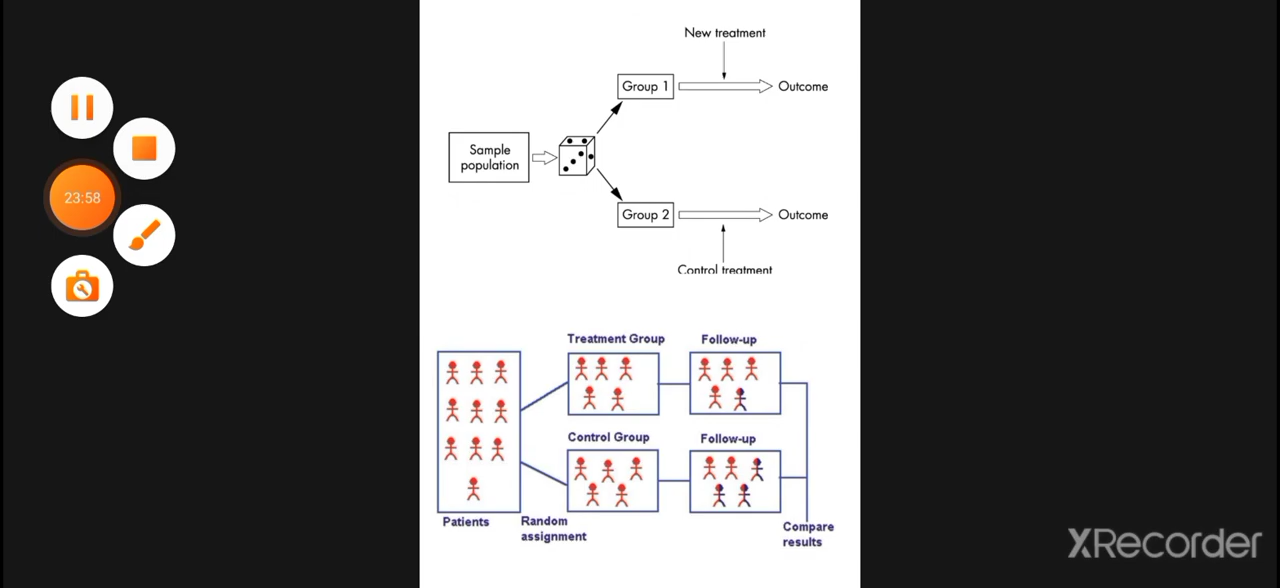 New treatment
Group 1
Outcome
Sample
population
Group 2
Outcome
Control treatment
23:58
Treatment Group
Follow-up
Control Group
Follow-up
Patients
Random
assignment
Compare
results
XRecorder